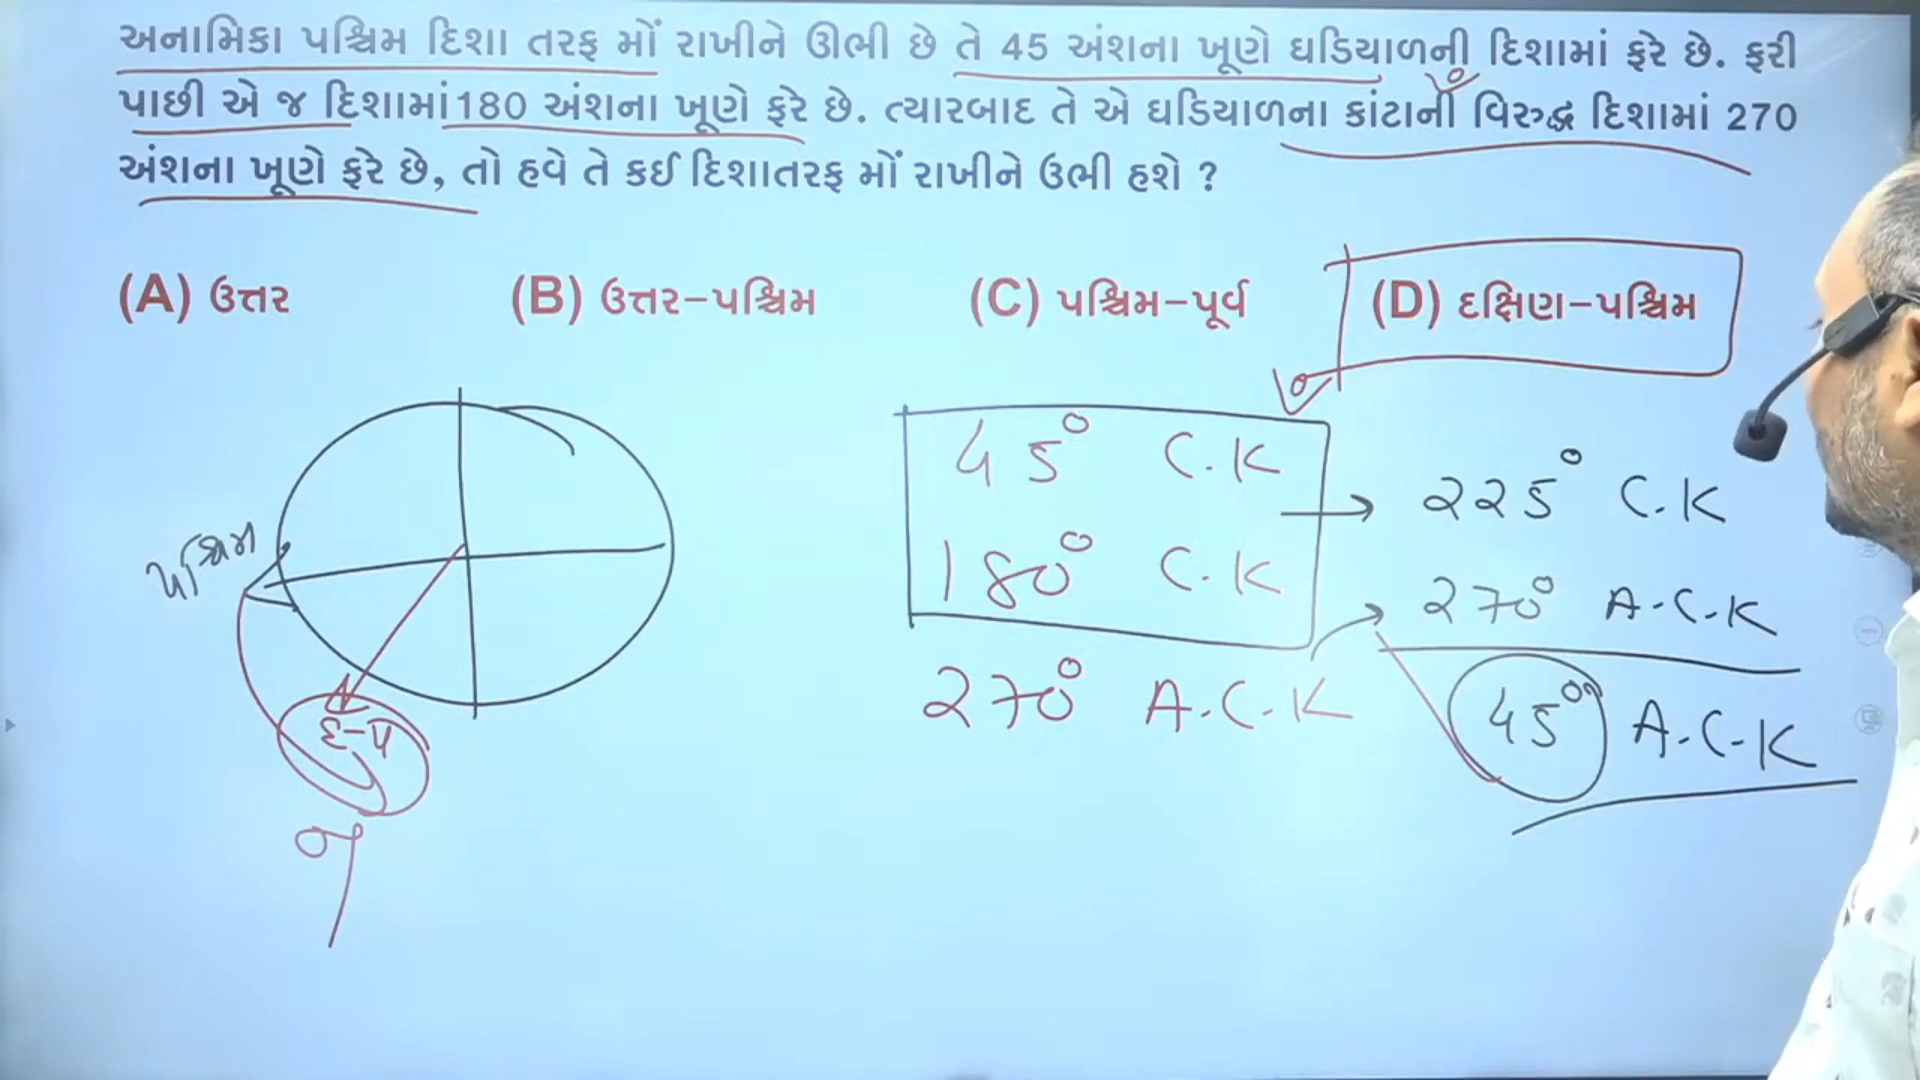 અનામિકા પશ્ચિમ દિશા તરફ મોં રાખીને ઊભી છે તે 45 અંશના ખૂણે ઘડિયાળની દિશામાં ફરે છે. ફરી
પાછી એ જ દિશામાં 180 અંશના ખૂણે ફરે છે. ત્યારબાદ તે એ ઘડિયાળના કાંટાની વિરુદ્ધ દિશામાં 270
અંશના ખૂણે ફરે છે, તો હવે તે કઈ દિશાતરફ મોં રાખીને ઉભી હશે ?
(A) ઉત્તર (B) ઉત્તર-પશ્ચિમ (C) પશ્ચિમ-પૂર્વ (D) દક્ષિણ-પશ્ચિમ
45° C.K
180° C.K
270° A.C.K
225° C.K
270° A.C.K
45° A.C.K
પશ્ચિમ
દ-પ